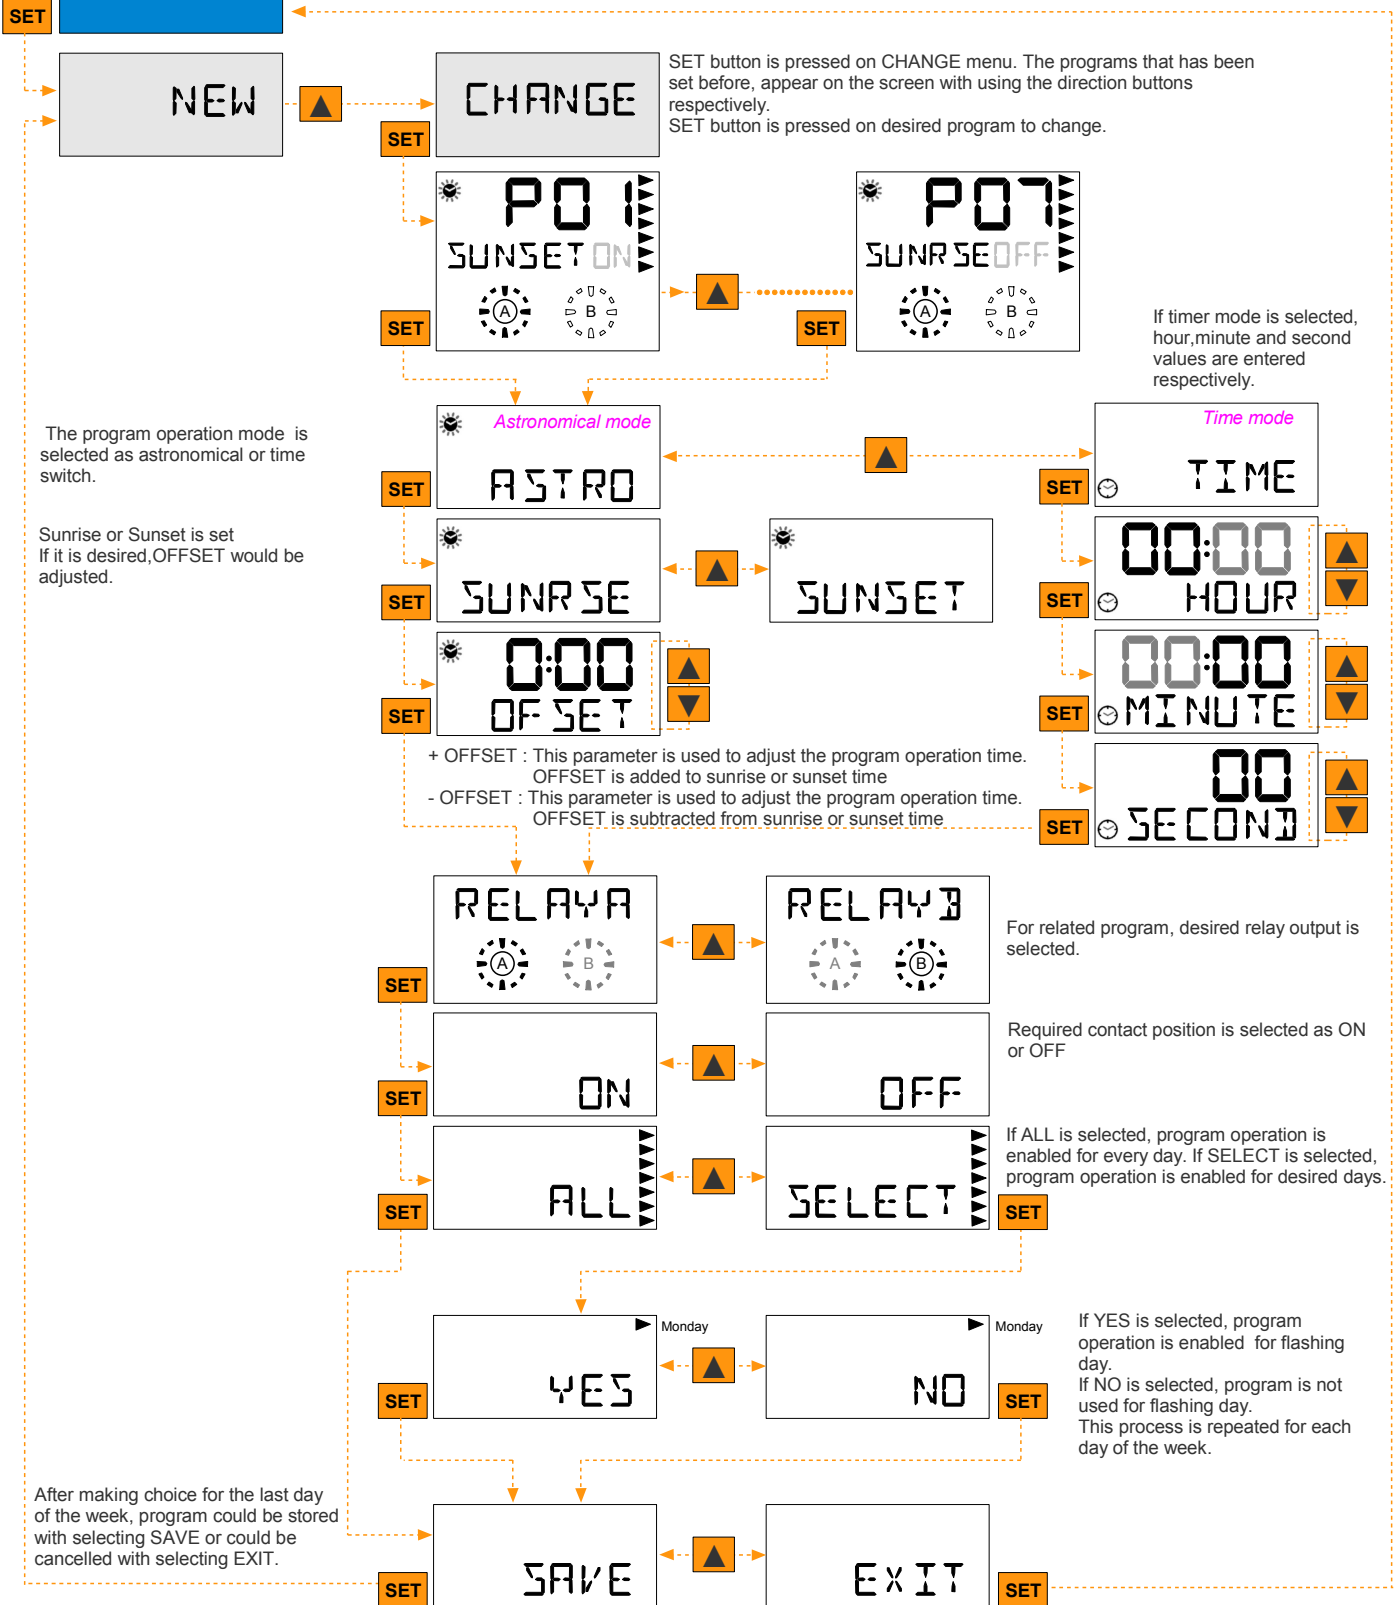 SET
NEW
CHANGE
SET button is pressed on CHANGE menu. The programs that has been
set before, appear on the screen with using the direction buttons
respectively.
SET button is pressed on desired program to change.
SET
P01
SUNSET ON
A
B
P07
SUNRSE OFF
A
B
SET
SET
If timer mode is selected,
hour,minute and second
values are entered
respectively.
The program operation mode is
selected as astronomical or time
switch.
Astronomical mode
ASTRO
SET
Time mode
TIME
SET
Sunrise or Sunset is set
If it is desired,OFFSET would be
adjusted.
SUNRSE
SET
SUNSET
00:00
HOUR
SET
0:00
OFSET
SET
00:00
MINUTE
SET
+ OFFSET : This parameter is used to adjust the program operation time.
OFFSET is added to sunrise or sunset time
- OFFSET : This parameter is used to adjust the program operation time.
OFFSET is subtracted from sunrise or sunset time
00
SECOND
SET
RELAYA
A
B
SET
RELAYB
A
B
For related program, desired relay output is
selected.
ON
SET
OFF
Required contact position is selected as ON
or OFF
ALL
SET
SELECT
SET
If ALL is selected, program operation is
enabled for every day. If SELECT is selected,
program operation is enabled for desired days.
Monday
YES
SET
Monday
NO
SET
If YES is selected, program
operation is enabled for flashing
day.
If NO is selected, program is not
used for flashing day.
This process is repeated for each
day of the week.
After making choice for the last day
of the week, program could be stored
with selecting SAVE or could be
cancelled with selecting EXIT.
SAVE
SET
EXIT
SET